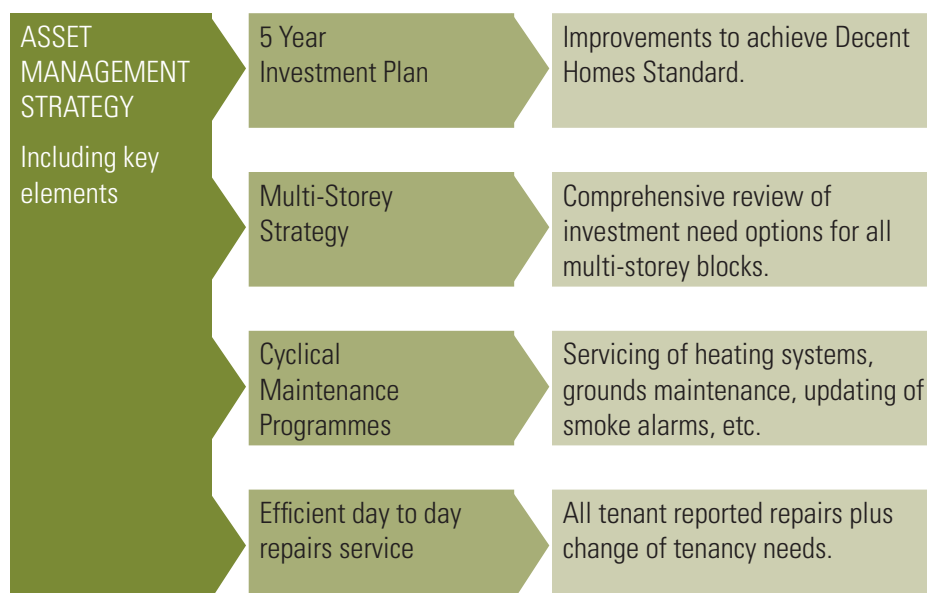 ASSET
MANAGEMENT
STRATEGY
Including key
elements
5 Year
Investment Plan
Improvements to achieve Decent
Homes Standard.
Multi-Storey
Strategy
Comprehensive review of
investment need options for all
multi-storey blocks.
Cyclical
Maintenance
Programmes
Servicing of heating systems,
grounds maintenance, updating of
smoke alarms, etc.
Efficient day to day
repairs service
All tenant reported repairs plus
change of tenancy needs.